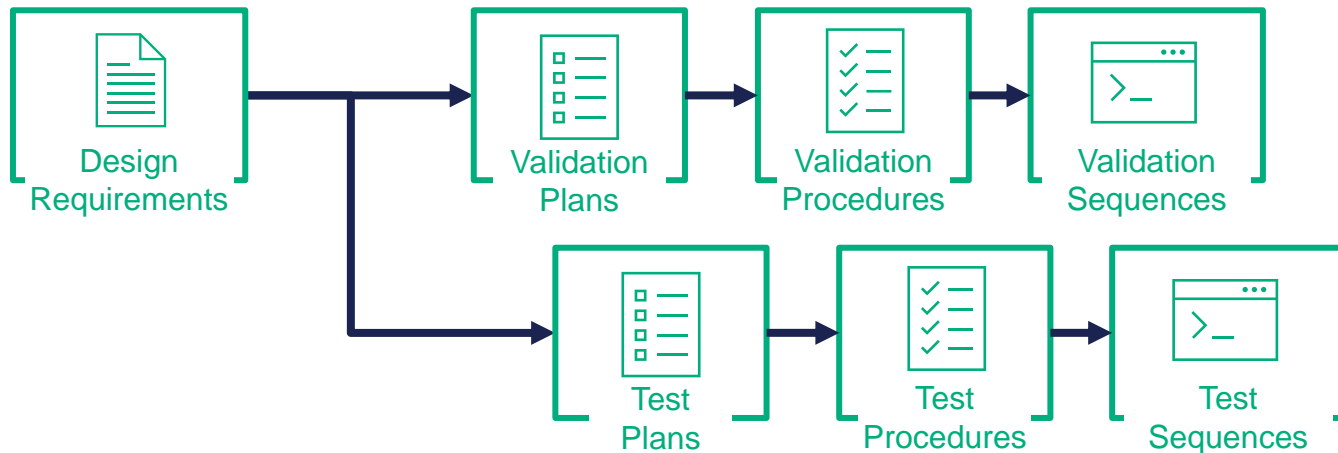 Design
Requirements
Validation
Plans
Validation
Procedures
Validation
Sequences
Test
Plans
Test
Procedures
Test
Sequences